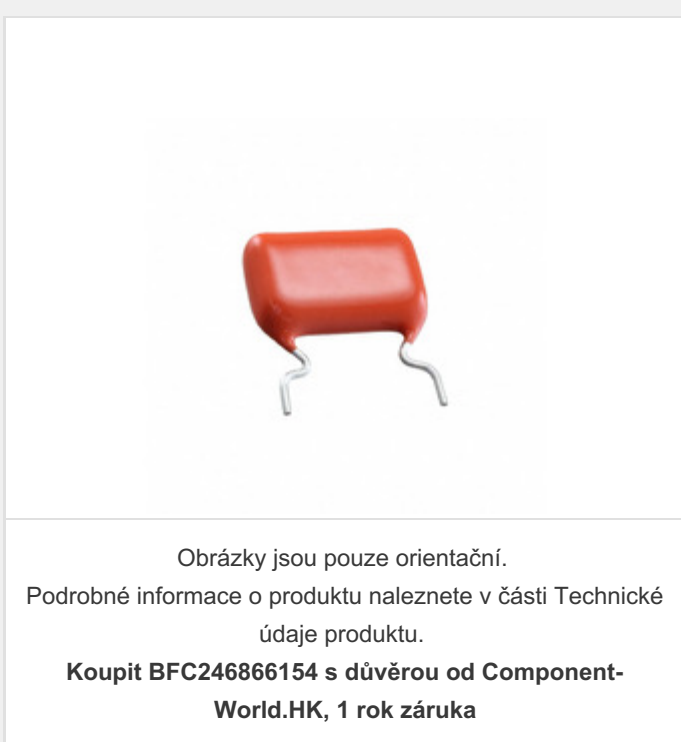 Obrázky jsou pouze orientační.
Podrobné informace o produktu naleznete v části Technické
údaje produktu.
Koupit BFC246866154 s důvěrou od Component-
World.HK, 1 rok záruka